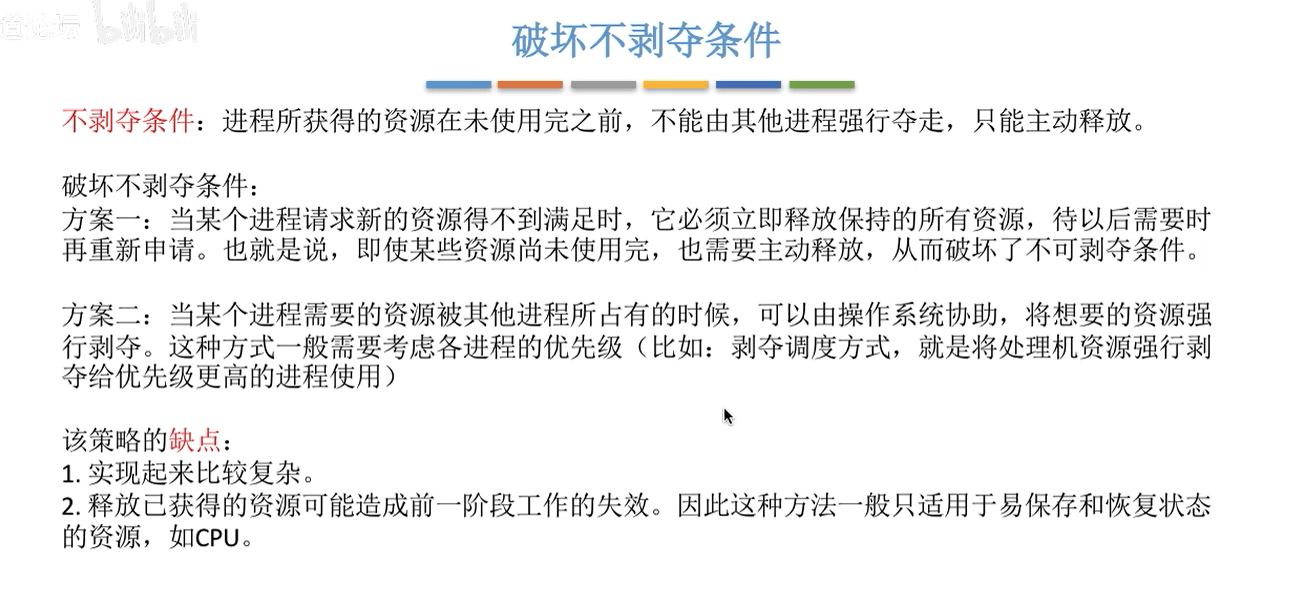 bilibili
破坏不剥夺条件
不剥夺条件：进程所获得的资源在未使用完之前，不能由其他进程强行夺走，只能主动释放。
破坏不剥夺条件：
方案一：当某个进程请求新的资源得不到满足时，它必须立即释放保持的所有资源，待以后需要时
再重新申请。也就是说，即使某些资源尚未使用完，也需要主动释放，从而破坏了不可剥夺条件。
方案二：当某个进程需要的资源被其他进程所占有的时候，可以由操作系统协助，将想要的资源强
行剥夺。这种方式一般需要考虑各进程的优先级（比如：剥夺调度方式，就是将处理机资源强行剥
夺给优先级更高的进程使用）
该策略的缺点：
1. 实现起来比较复杂。
2. 释放已获得的资源可能造成前一阶段工作的失效。因此这种方法一般只适用于易保存和恢复状态
的资源，如CPU。